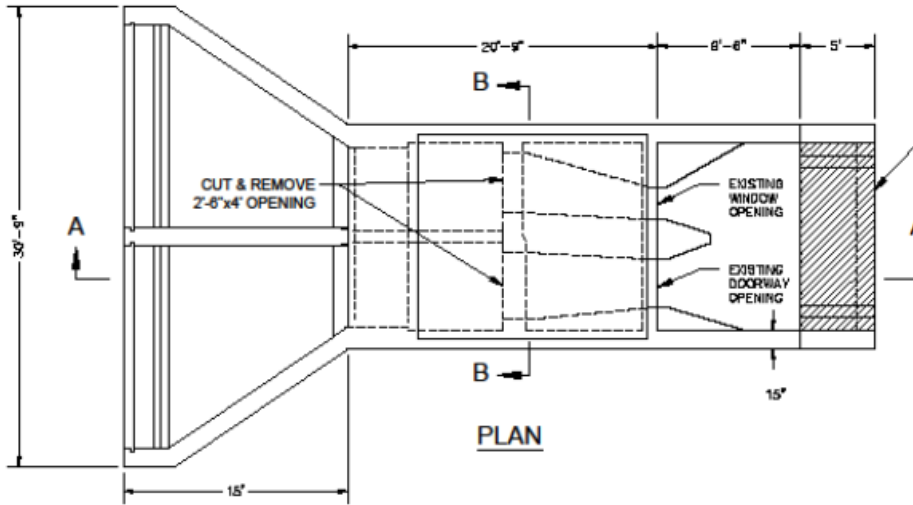 20'-9"
8'-6"
5'
B
CUT & REMOVE
2'-6"x4' OPENING
EXISTING
WINDOW
OPENING
A
A
30'-9"
EXISTING
DOORWAY
OPENING
B
15"
PLAN
15'